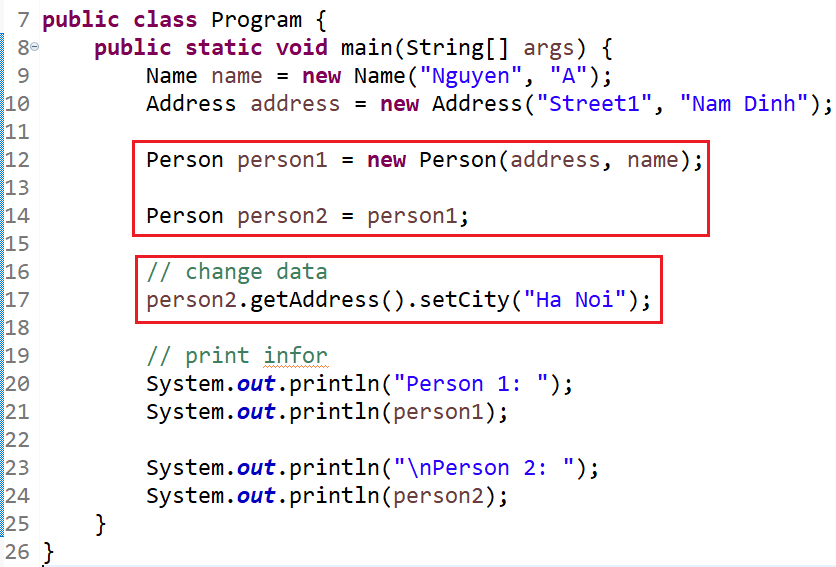 7 public class Program {
8 public static void main(String[] args) {
9 Name name = new Name("Nguyen", "A");
10 Address address = new Address("Street1", "Nam Dinh");
11
12 Person person1 = new Person(address, name);
13
14 Person person2 = person1;
15
16 // change data
17 person2.getAddress().setCity("Ha Noi");
18
19 // print infor
20 System.out.println("Person 1: ");
21 System.out.println(person1);
22
23 System.out.println("\nPerson 2: ");
24 System.out.println(person2);
25 }
26 }